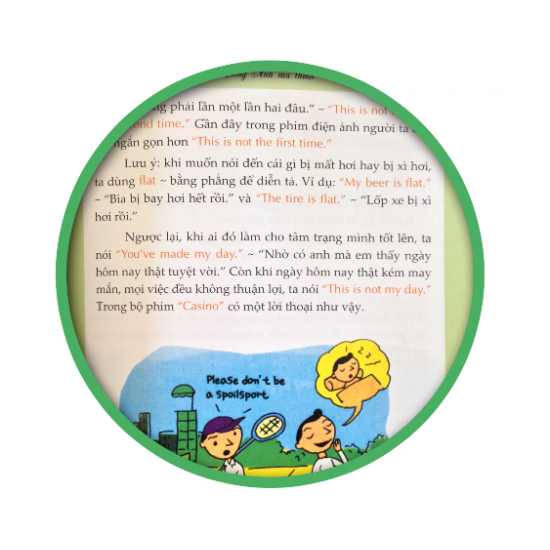 Anh ma thuật
phải lần một lần hai đâu." ~ "This is not
time." Gần đây trong phim điện ảnh người ta
ngắn gọn hơn "This is not the first time."
Lưu ý: khi muốn nói đến cái gì bị mất hơi hay bị xì hơi,
ta dùng flat ~ bằng phẳng để diễn tả. Ví dụ: "My beer is flat."
~ "Bia bị bay hơi hết rồi." và "The tire is flat." ~ "Lốp xe bị xì
hơi rồi."
Ngược lại, khi ai đó làm cho tâm trạng mình tốt lên, ta
nói "You've made my day." ~ "Nhờ có anh mà em thấy ngày
hôm nay thật tuyệt vời." Còn khi ngày hôm nay thật kém may
mắn, mọi việc đều không thuận lợi, ta nói "This is not my day."
Trong bộ phim "Casino" có một lời thoại như vậy.
Please don't be
a spoilsport
zz